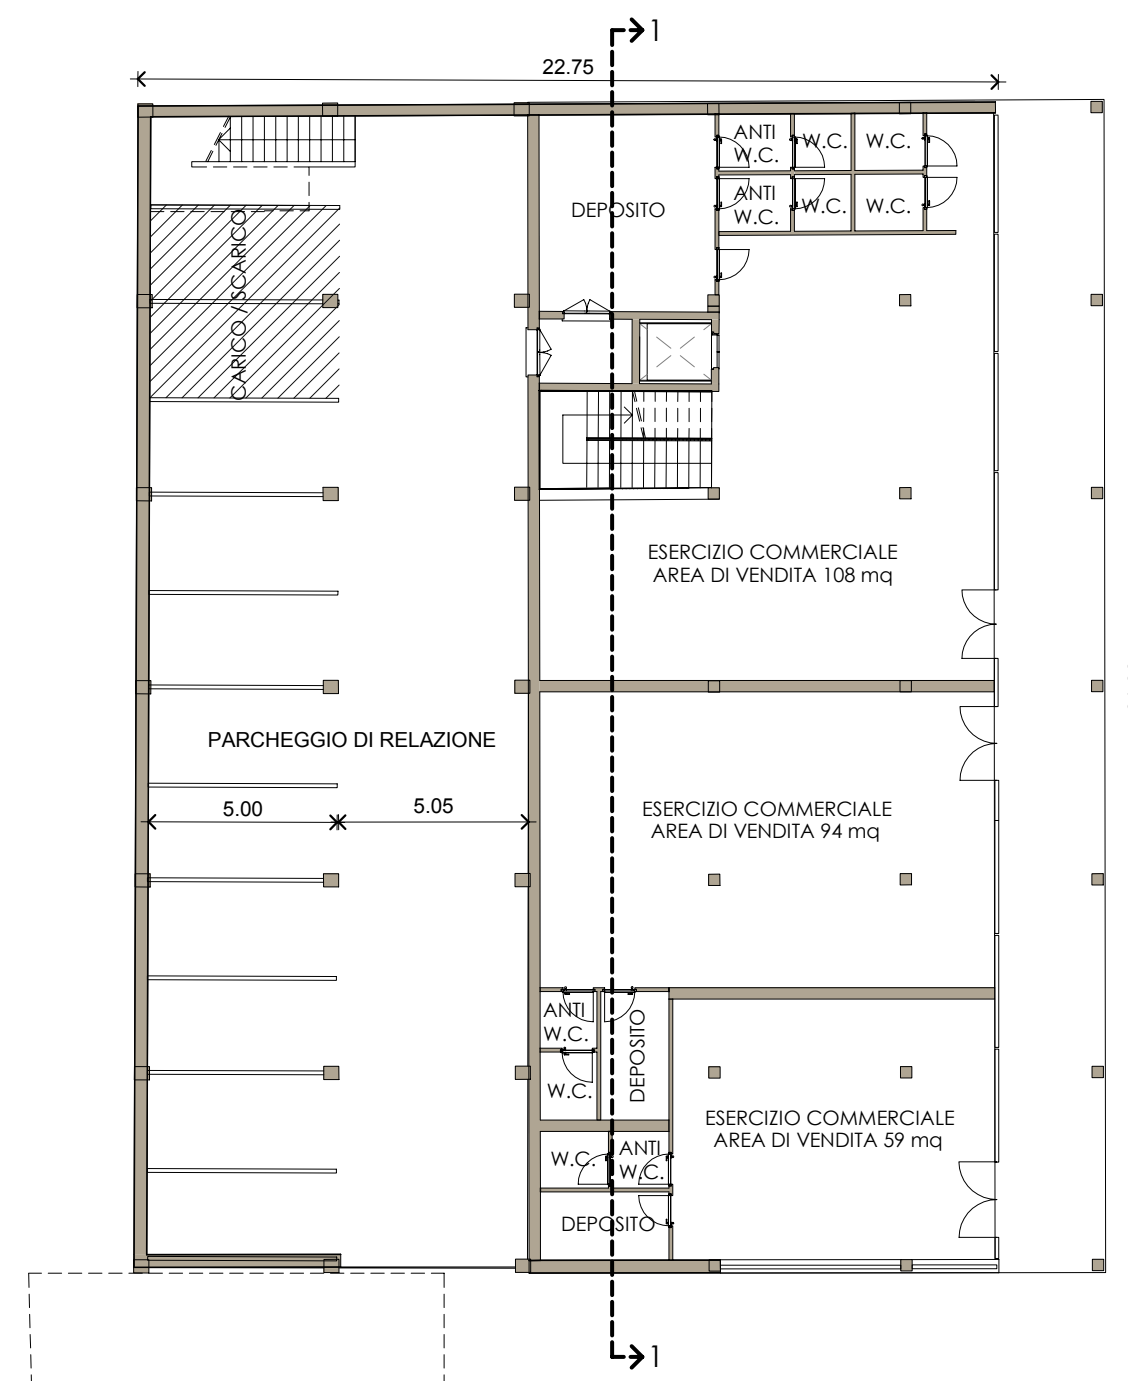 1
22.75
ANTI
W.C.
W.C.
W.C.
ANTI
W.C.
W.C.
W.C.
DEPOSITO
CARICO / SCARICO
ESERCIZIO COMMERCIALE
AREA DI VENDITA 108 mq
PARCHEGGIO DI RELAZIONE
5.00
5.05
ESERCIZIO COMMERCIALE
AREA DI VENDITA 94 mq
ANTI
W.C.
W.C.
DEPOSITO
ESERCIZIO COMMERCIALE
AREA DI VENDITA 59 mq
W.C.
ANTI
W.C.
DEPOSITO
1